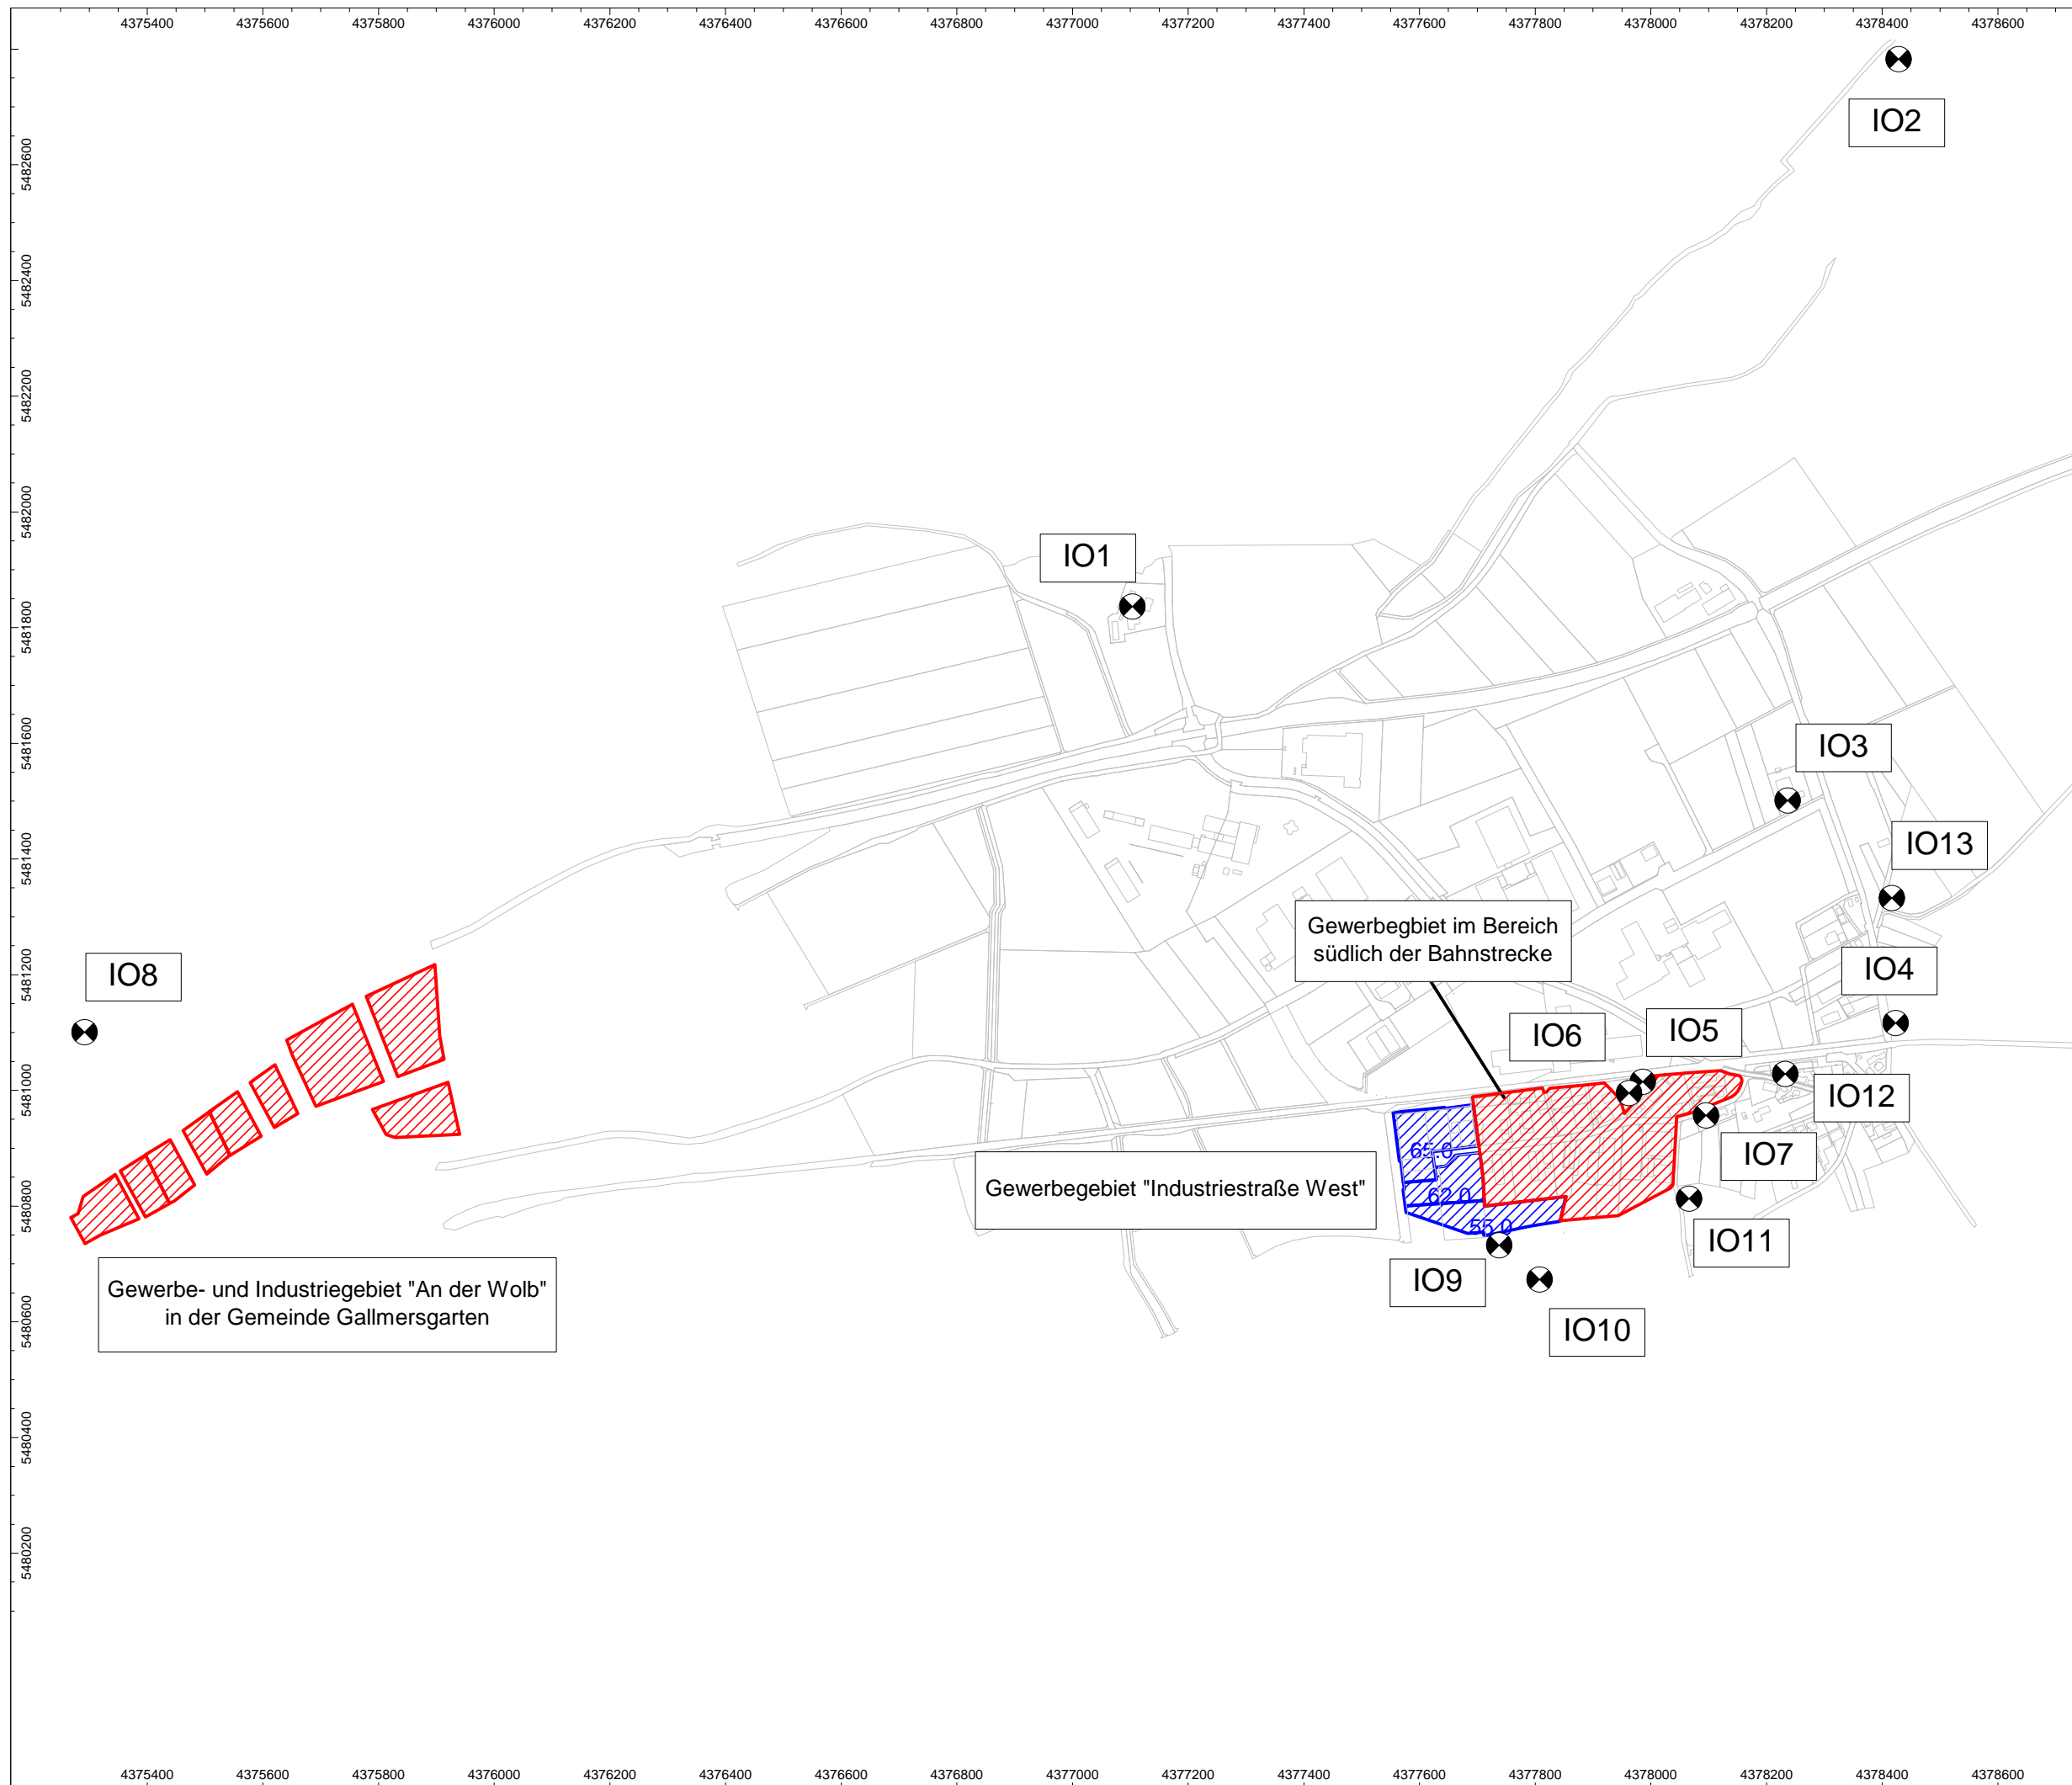 4375400 4375600 4375800 4376000 4376200 4376400 4376600 4376800 4377000 4377200 4377400 4377600 4377800 4378000 4378200 4378400 4378600
5482600
5482400
5482200
5482000
5481800
5481600
5481400
5481200
5481000
5480800
5480600
5480400
5480200
IO2
IO1
IO3
IO13
Gewerbegbiet im Bereich
südlich der Bahnstrecke
IO4
IO8
IO6
IO5
IO12
IO7
65.0
62.0
55.0
Gewerbegebiet "Industriestraße West"
IO11
IO9
IO10
Gewerbe- und Industriegebiet "An der Wolb"
in der Gemeinde Gallmersgarten
4375400 4375600 4375800 4376000 4376200 4376400 4376600 4376800 4377000 4377200 4377400 4377600 4377800 4378000 4378200 4378400 4378600